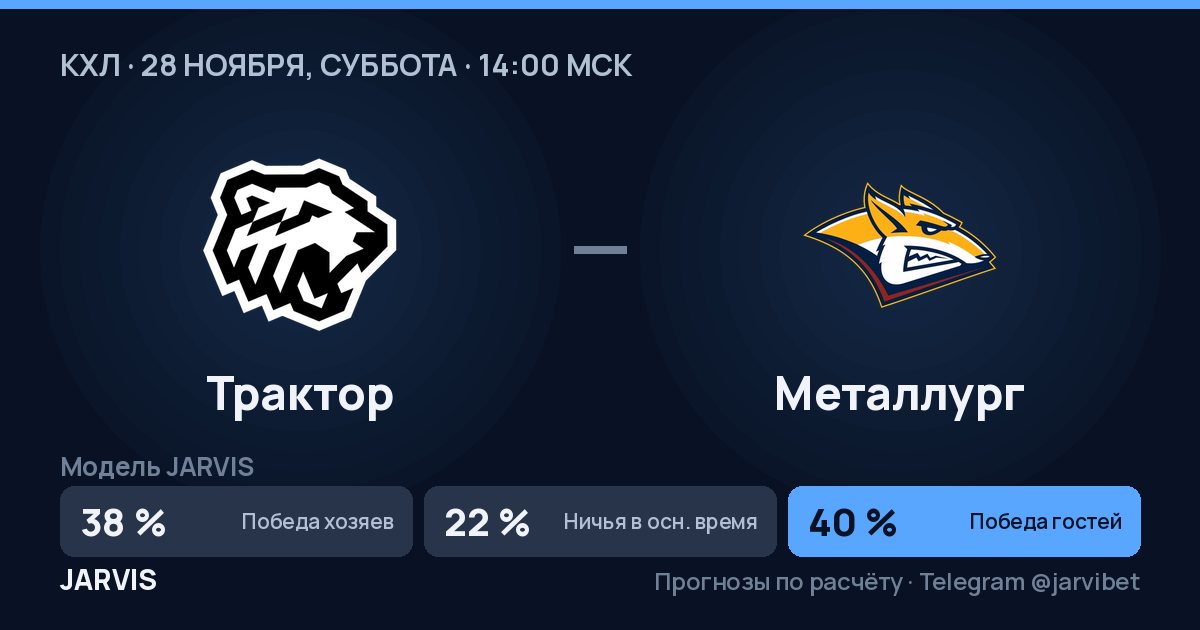 КХЛ · 28 НОЯБРЯ, СУББОТА · 14:00 МСК
—
Трактор
Металлург
Модель JARVIS
38 % Победа хозяев
22 % Ничья в осн. время
40 % Победа гостей
JARVIS
Прогнозы по расчёту · Telegram @jarvibet